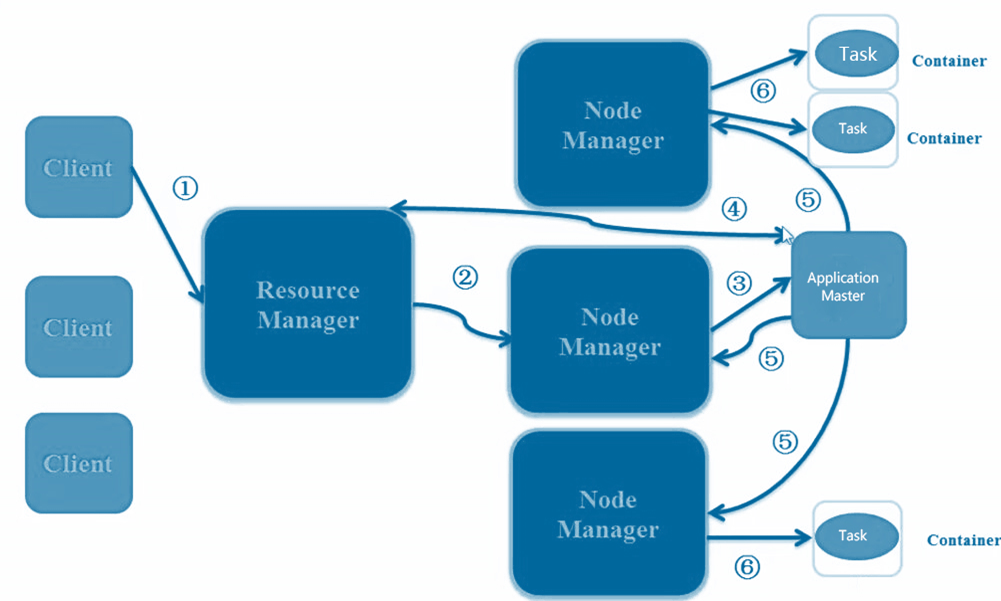 Task
Container
⑥
Node
Manager
Task
Container
Client
①
⑤
④
Resource
Manager
②
③
Application
Master
Node
Manager
Client
⑤
⑤
Client
Node
Manager
Task
Container
⑥